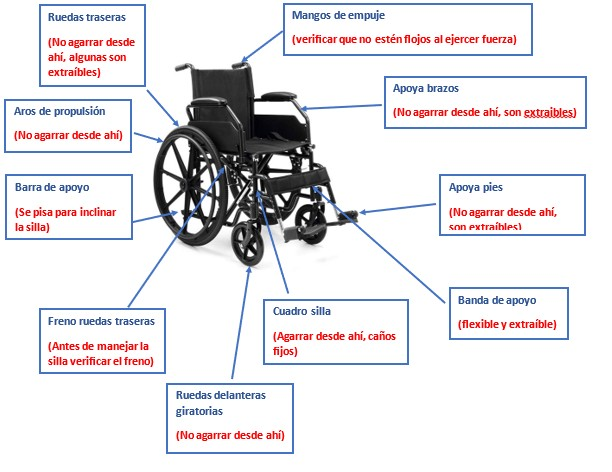 Ruedas traseras
(No agarrar desde
ahí, algunas son
extraíbles)
Mangos de empuje
(verificar que no estén flojos al ejercer fuerza)
Apoya brazos
(No agarrar desde ahí, son extraibles)
Aros de propulsión
(No agarrar desde ahí)
Barra de apoyo
(Se pisa para inclinar
la silla)
Apoya pies
(No agarrar desde ahí,
son extraíbles)
Freno ruedas traseras
(Antes de manejar la
silla verificar el freno)
Cuadro silla
(Agarrar desde ahí, caños
fijos)
Banda de apoyo
(flexible y extraíble)
Ruedas delanteras
giratorias
(No agarrar desde ahí)